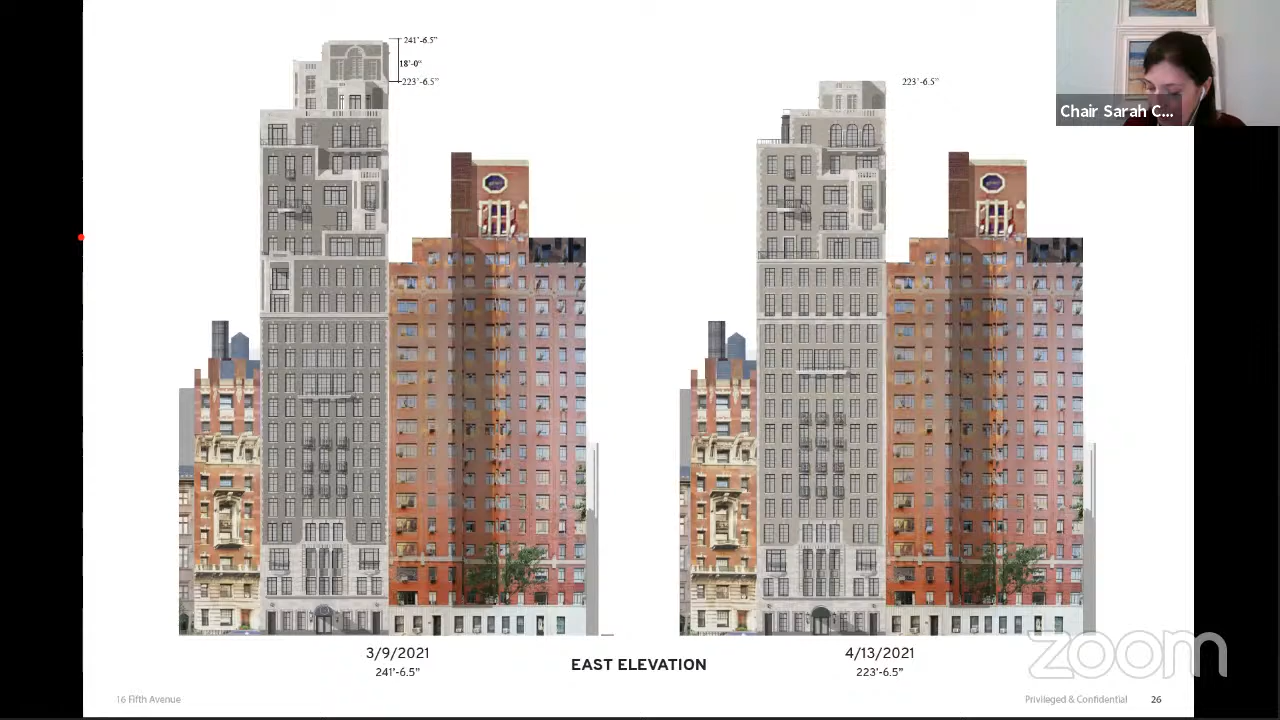 241'-6.5"
18'-0"
223'-6.5"
223'-6.5"
Chair Sarah C...
3/9/2021
241'-6.5"
EAST ELEVATION
4/13/2021
223'-6.5"
16 Fifth Avenue
Privileged & Confidential 26
zoom